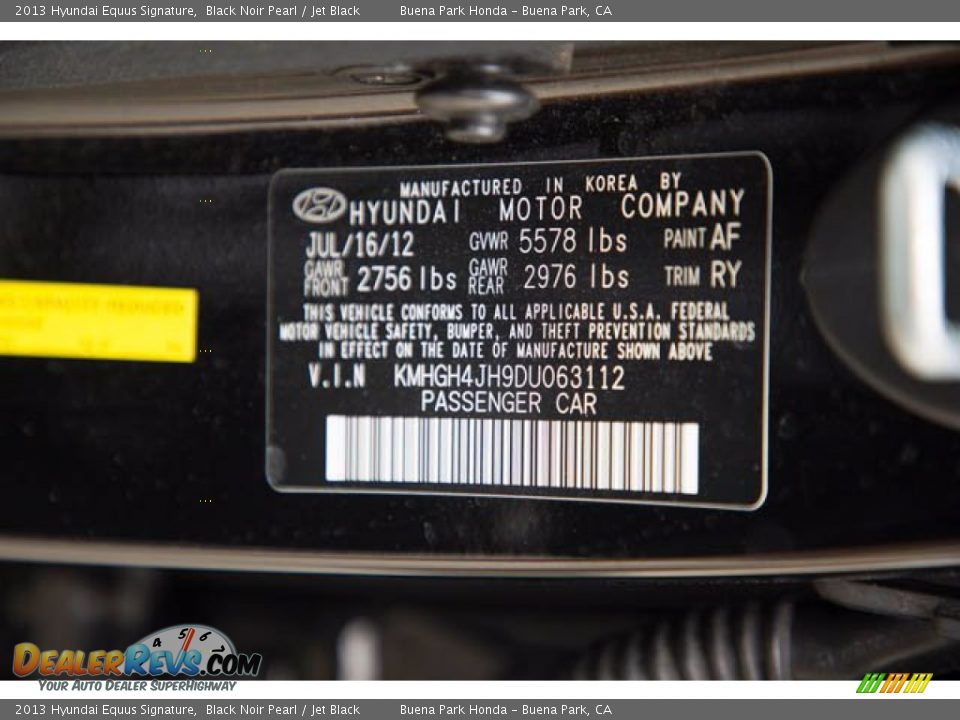 2013 Hyundai Equus Signature, Black Noir Pearl / Jet Black Buena Park Honda - Buena Park, CA
MANUFACTURED IN KOREA BY
HYUNDAI MOTOR COMPANY
JUL/16/12 GVWR 5578 lbs PAINT AF
GAWR FRONT 2756 lbs GAWR REAR 2976 lbs TRIM RY
THIS VEHICLE CONFORMS TO ALL APPLICABLE U.S.A. FEDERAL
MOTOR VEHICLE SAFETY, BUMPER, AND THEFT PREVENTION STANDARDS
IN EFFECT ON THE DATE OF MANUFACTURE SHOWN ABOVE
V.I.N KMHGH4JH9DU063112
PASSENGER CAR
4 5 6
DEALERREVS.COM
YOUR AUTO DEALER SUPERHIGHWAY
2013 Hyundai Equus Signature, Black Noir Pearl / Jet Black Buena Park Honda - Buena Park, CA